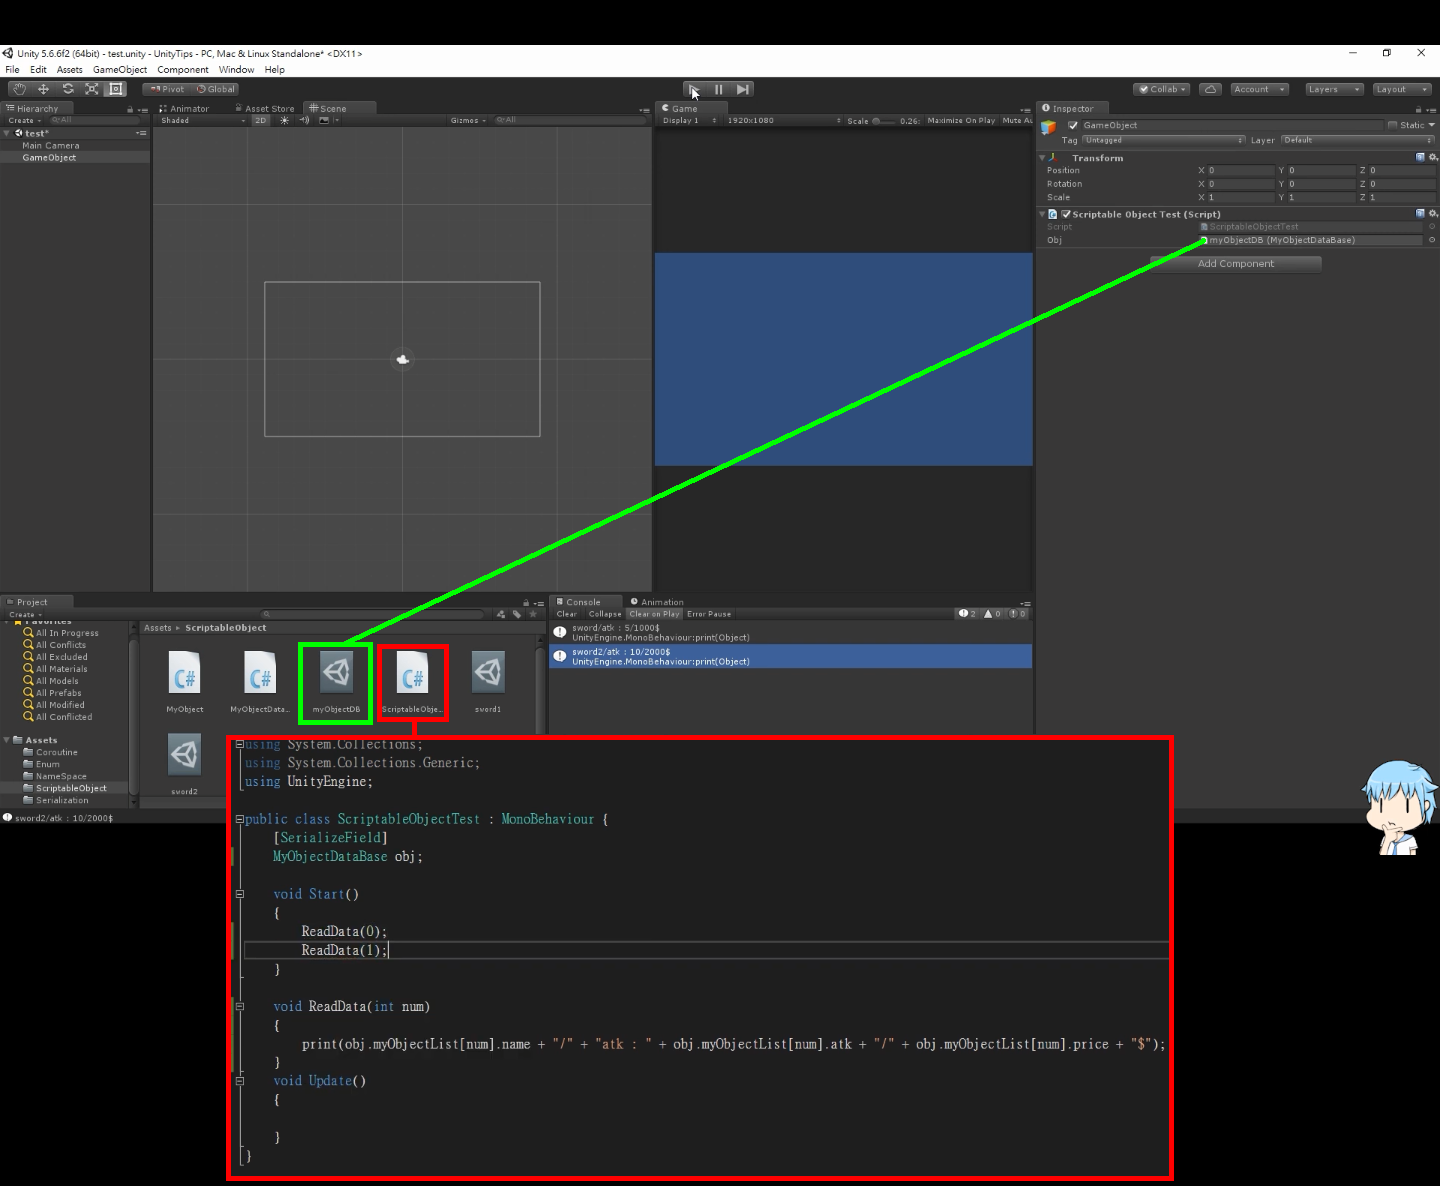 Unity 5.6.6f2 (64bit) - test.unity - UnityTips - PC, Mac & Linux Standalone* <DX11>
File Edit Assets GameObject Component Window Help
Pivot Global
Collab Account Layers Layout
Hierarchy
Create All
test*
Main Camera
GameObject
Animator Asset Store Scene
Shaded 2D Gizmos All
Game
Display 1 1920x1080 Scale 0.26: Maximize On Play Mute Au
Inspector
GameObject Static
Tag Untagged Layer Default
Transform
Position X 0 Y 0 Z 0
Rotation X 0 Y 0 Z 0
Scale X 1 Y 1 Z 1
Scriptable Object Test (Script)
Script ScriptableObjectTest
Obj myObjectDB (MyObjectDataBase)
Add Component
Project
Create
Favorites
All In Progress
All Conflicts
All Excluded
All Materials
All Models
All Prefabs
All Modified
All Conflicted
Assets
Coroutine
Enum
NameSpace
ScriptableObject
Serialization
Assets ▸ ScriptableObject
MyObject MyObjectData... myObjectDB ScriptableObje... sword1
sword2
Console Animation
Clear Collapse Clear on Play Error Pause 2 0 0
sword/atk : 5/1000$
UnityEngine.MonoBehaviour:print(Object)
sword2/atk : 10/2000$
UnityEngine.MonoBehaviour:print(Object)
sword2/atk : 10/2000$
using System.Collections;
using System.Collections.Generic;
using UnityEngine;
public class ScriptableObjectTest : MonoBehaviour {
[SerializeField]
MyObjectDataBase obj;
void Start()
{
ReadData(0);
ReadData(1);
}
void ReadData(int num)
{
print(obj.myObjectList[num].name + "/" + "atk : " + obj.myObjectList[num].atk + "/" + obj.myObjectList[num].price + "$");
}
void Update()
{
}
}